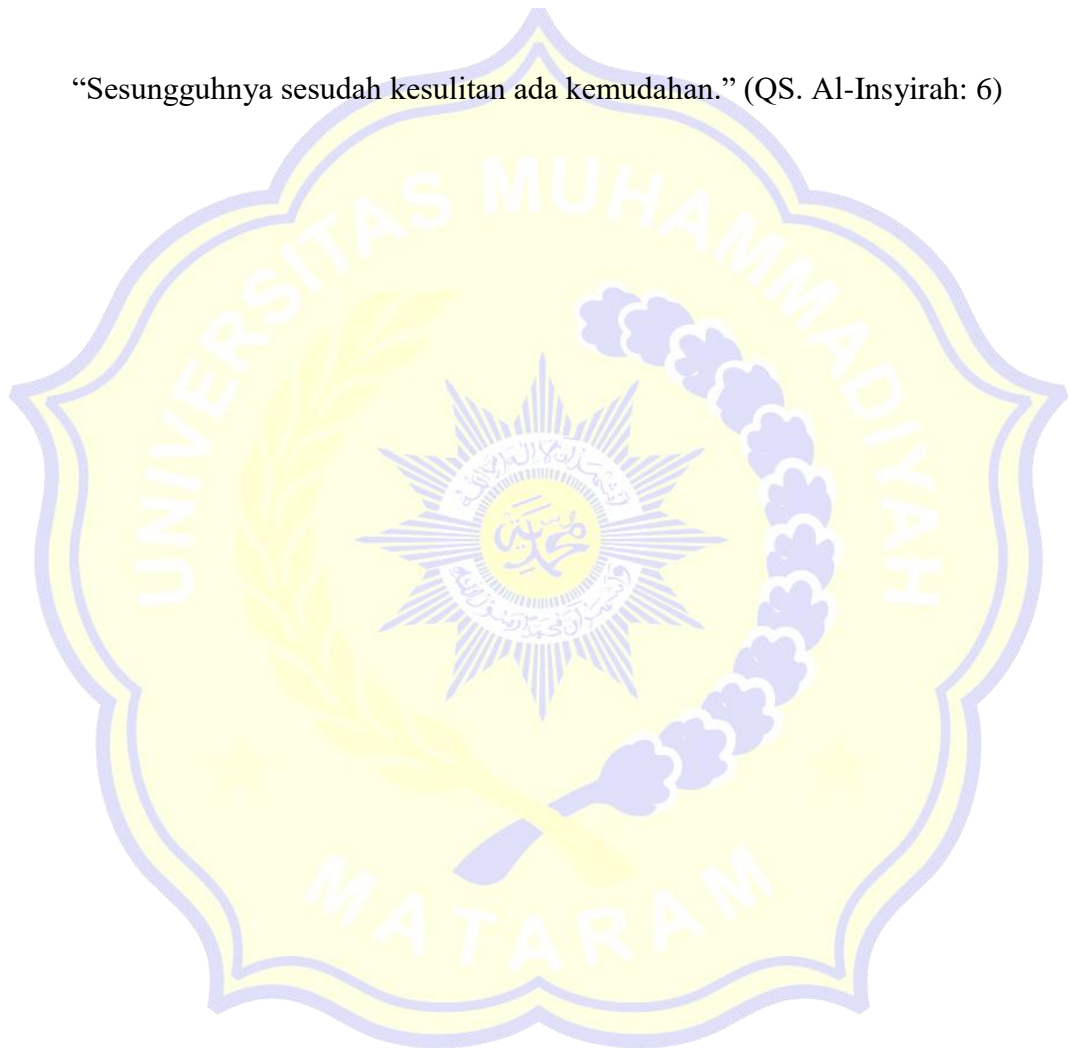 “Sesungguhnya sesudah kesulitan ada kemudahan.” (QS. Al-Insyirah: 6)
UNIVERSITAS MUHAMMADIYAH
MATARAM